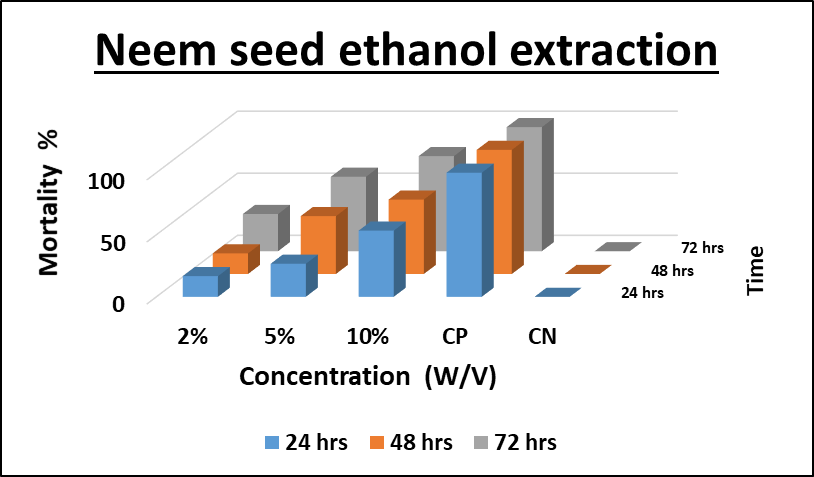 Neem seed ethanol extraction
Mortality %
100
50
0
72 hrs
48 hrs
24 hrs
Time
2% 5% 10% CP CN
Concentration (W/V)
24 hrs 48 hrs 72 hrs